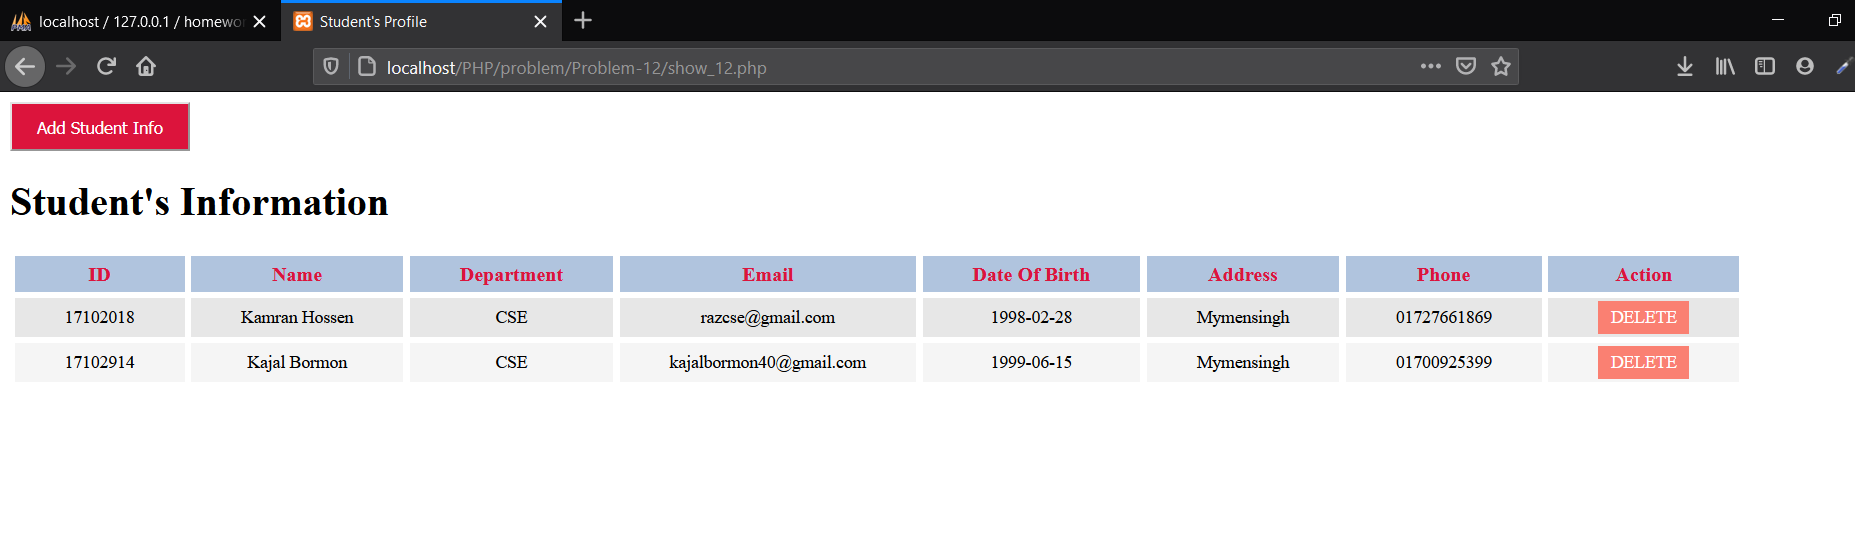 localhost / 127.0.0.1 / homewor
Student's Profile
localhost/PHP/problem/Problem-12/show_12.php
Add Student Info
Student's Information
ID Name Department Email Date Of Birth Address Phone Action
17102018 Kamran Hossen CSE razcse@gmail.com 1998-02-28 Mymensingh 01727661869 DELETE
17102914 Kajal Bormon CSE kajalbormon40@gmail.com 1999-06-15 Mymensingh 01700925399 DELETE